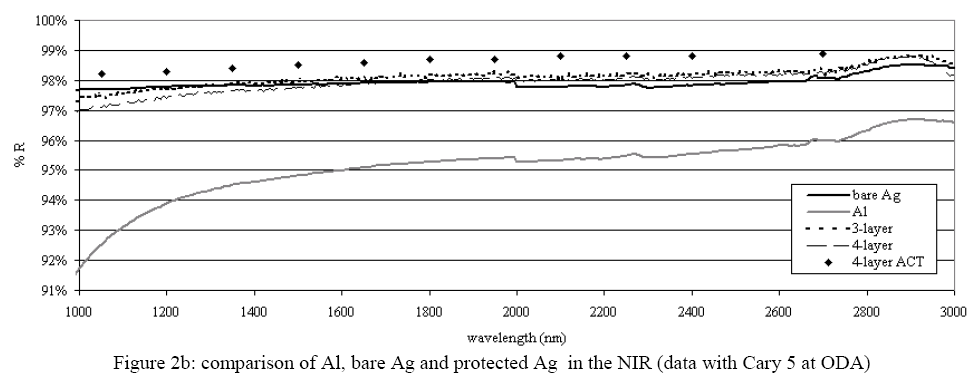 100%
99%
98%
97%
96%
95%
94%
93%
92%
91%
% R
bare Ag
Al
3-layer
4-layer
4-layer ACT
1000 1200 1400 1600 1800 2000 2200 2400 2600 2800 3000
wavelength (nm)
Figure 2b: comparison of Al, bare Ag and protected Ag in the NIR (data with Cary 5 at ODA)